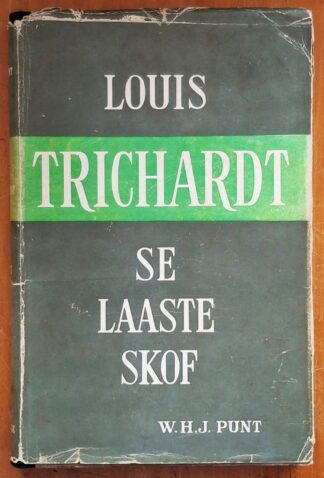 LOUIS
TRICHARDT
SE
LAASTE
SKOF
W.H.J. PUNT